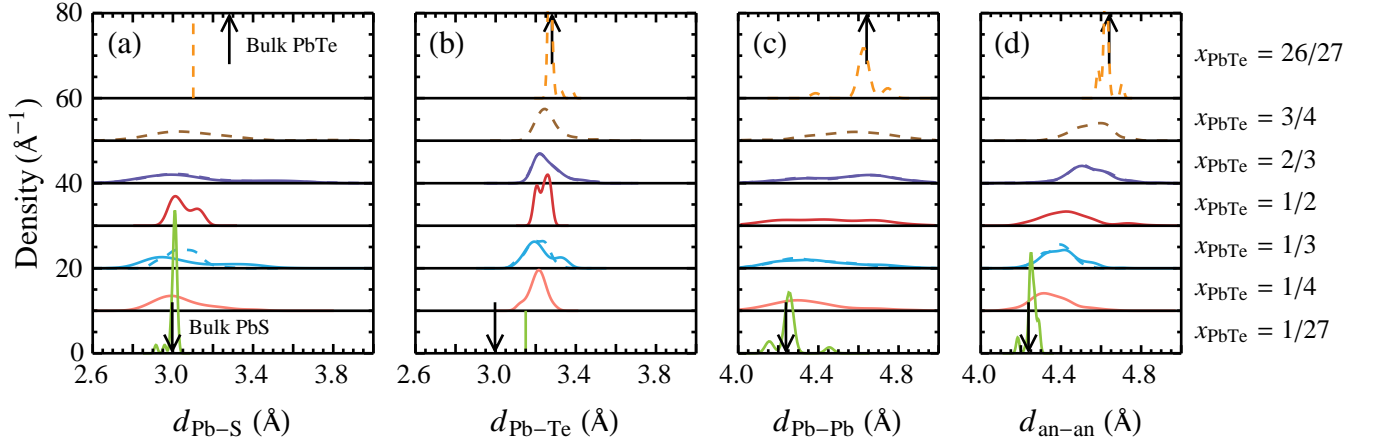 80
60
40
20
0
Density (Å⁻¹)
(a)
Bulk PbTe
Bulk PbS
2.6 3.0 3.4 3.8
d_Pb−S (Å)
(b)
3.0 3.4 3.8
d_Pb−Te (Å)
(c)
4.0 4.4 4.8
d_Pb−Pb (Å)
(d)
4.0 4.4 4.8
d_an−an (Å)
x_PbTe = 26/27
x_PbTe = 3/4
x_PbTe = 2/3
x_PbTe = 1/2
x_PbTe = 1/3
x_PbTe = 1/4
x_PbTe = 1/27